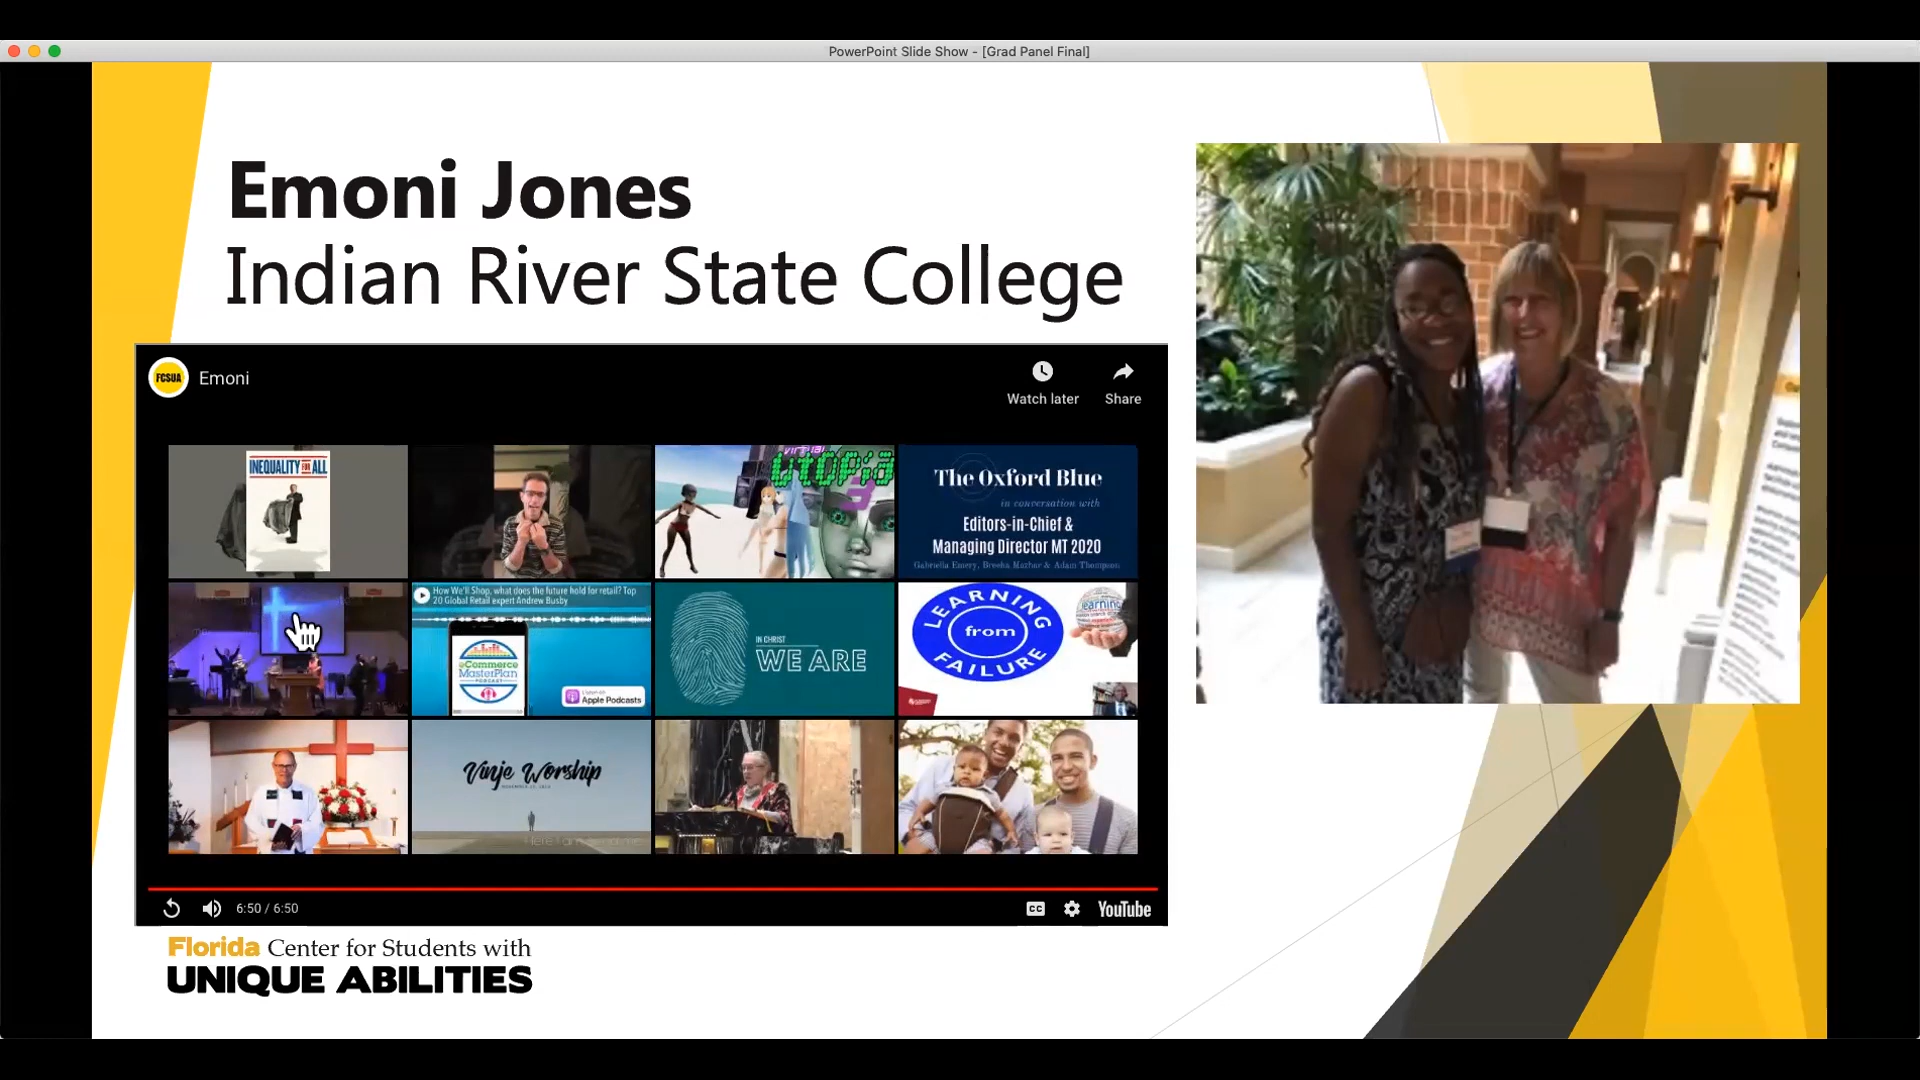 PowerPoint Slide Show - [Grad Panel Final]
Emoni Jones
Indian River State College
FCSUA
Emoni
Watch later
Share
INEQUALITY FOR ALL
virtual
UTOPIA
3
The Oxford Blue
in conversation with
Editors-in-Chief &
Managing Director MT 2020
Gabriella Emery, Breeha Mazhar & Adam Thompson
How We'll Shop, what does the future hold for retail? Top
20 Global Retail expert Andrew Busby
eCommerce
MasterPlan
PODCAST
Listen on
Apple Podcasts
IN CHRIST
WE ARE
LEARNING
from
FAILURE
learning
Vinje Worship
6:50 / 6:50
CC
YouTube
Florida Center for Students with
UNIQUE ABILITIES